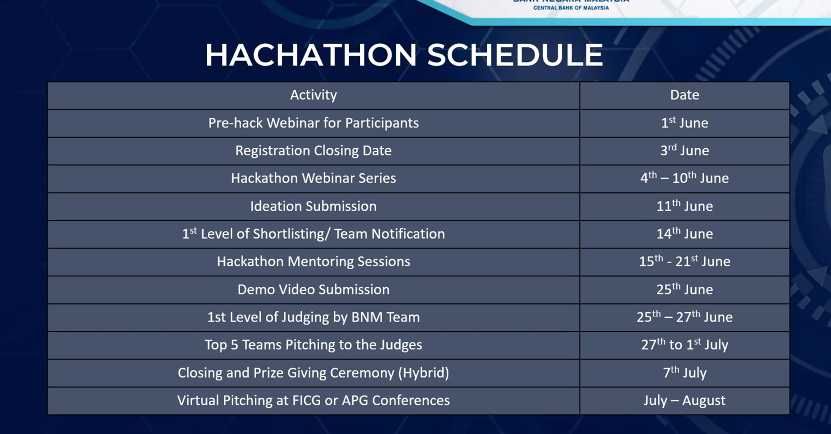 BANK NEGARA MALAYSIA
CENTRAL BANK OF MALAYSIA
HACHATHON SCHEDULE
Activity Date
Pre-hack Webinar for Participants 1st June
Registration Closing Date 3rd June
Hackathon Webinar Series 4th – 10th June
Ideation Submission 11th June
1st Level of Shortlisting/ Team Notification 14th June
Hackathon Mentoring Sessions 15th - 21st June
Demo Video Submission 25th June
1st Level of Judging by BNM Team 25th – 27th June
Top 5 Teams Pitching to the Judges 27th to 1st July
Closing and Prize Giving Ceremony (Hybrid) 7th July
Virtual Pitching at FICG or APG Conferences July – August